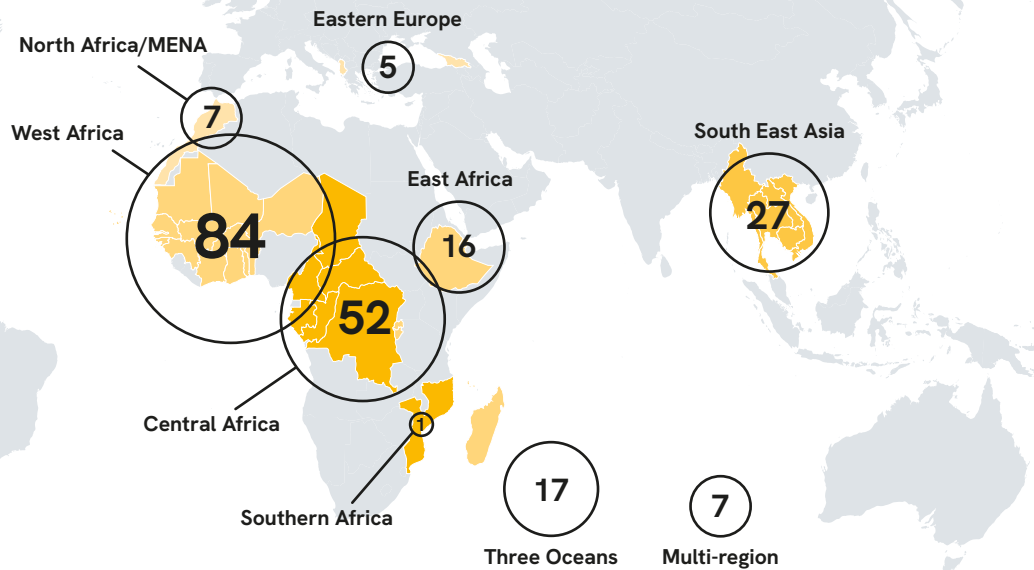 Eastern Europe
5
North Africa/MENA
7
West Africa
84
South East Asia
27
East Africa
16
52
Central Africa
1
Southern Africa
17
Three Oceans
7
Multi-region